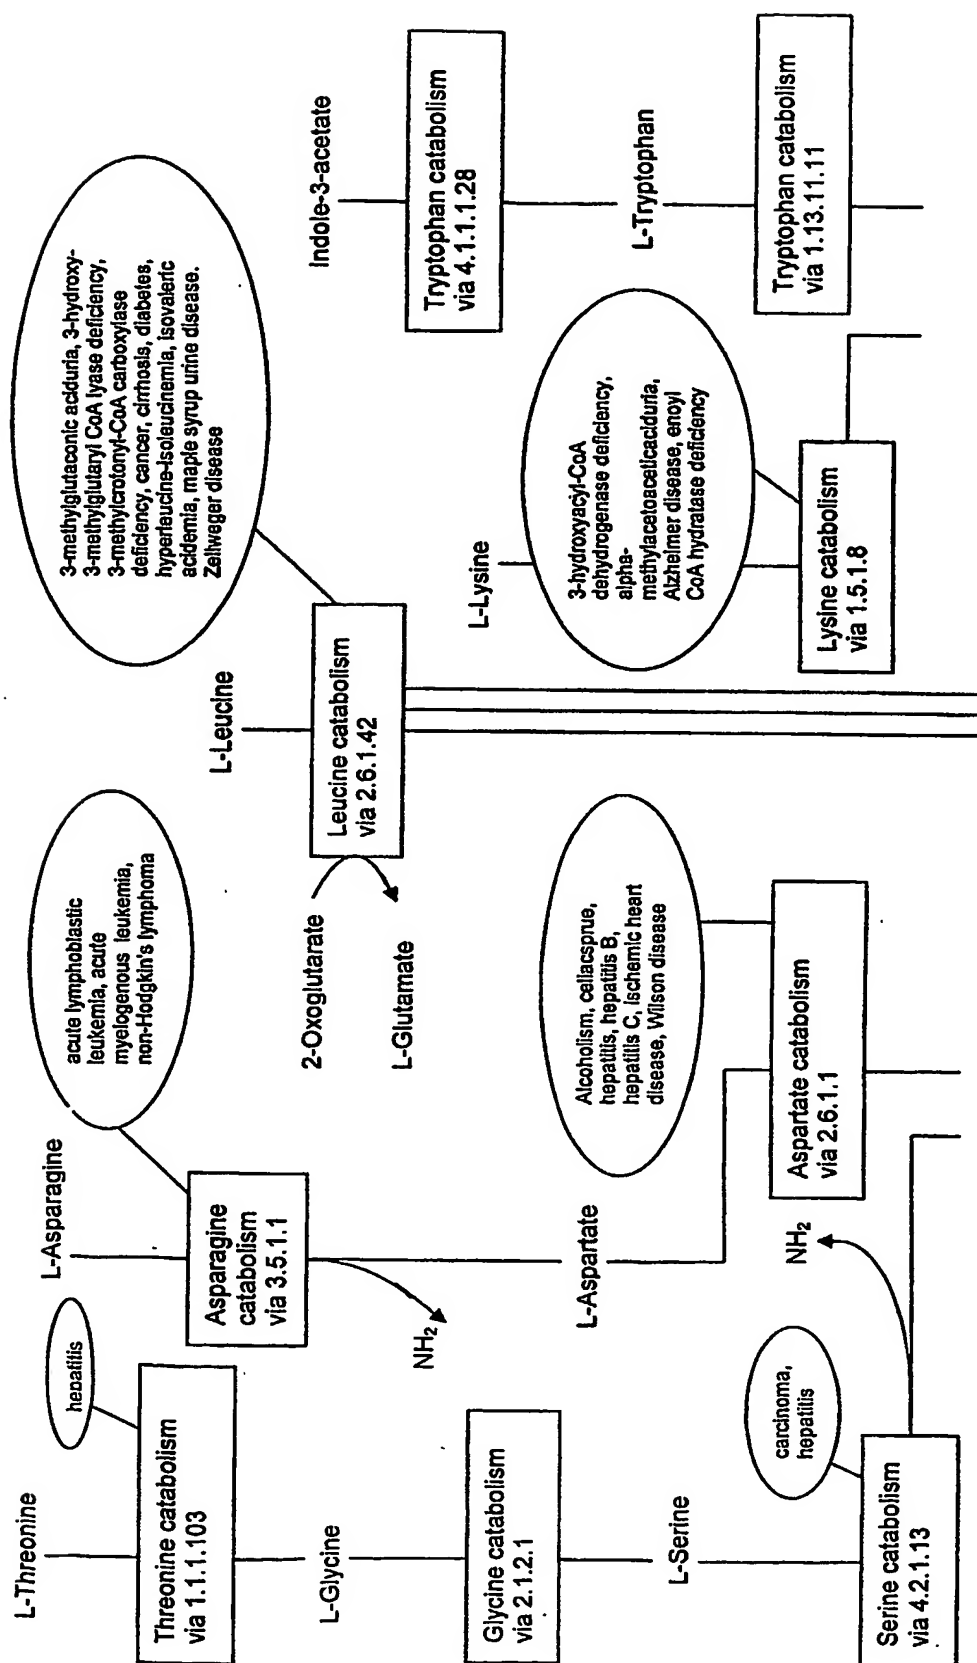 L-Threonine
hepatitis
Threonine catabolism
via 1.1.1.103
L-Glycine
Glycine catabolism
via 2.1.2.1
L-Serine
carcinoma,
hepatitis
Serine catabolism
via 4.2.1.13
NH₂
L-Asparagine
acute lymphoblastic
leukemia, acute
myelogenous leukemia,
non-Hodgkin's lymphoma
Asparagine
catabolism
via 3.5.1.1
NH₂
L-Aspartate
Alcoholism, celiacsprue,
hepatitis, hepatitis B,
hepatitis C, ischemic heart
disease, Wilson disease
Aspartate catabolism
via 2.6.1.1
L-Leucine
3-methylglutaconic aciduria, 3-hydroxy-
3-methylglutaryl CoA lyase deficiency,
3-methylcrotonyl-CoA carboxylase
deficiency, cancer, cirrhosis, diabetes,
hyperleucine-isoleucinemia, isovaleric
acidemia, maple syrup urine disease.
Zellweger disease
Leucine catabolism
via 2.6.1.42
2-Oxoglutarate
L-Glutamate
L-Lysine
3-hydroxyacyl-CoA
dehydrogenase deficiency,
alpha-
methylacetoaceticaciduria,
Alzheimer disease, enoyl
CoA hydratase deficiency
Lysine catabolism
via 1.5.1.8
Indole-3-acetate
Tryptophan catabolism
via 4.1.1.1.28
L-Tryptophan
Tryptophan catabolism
via 1.13.11.11